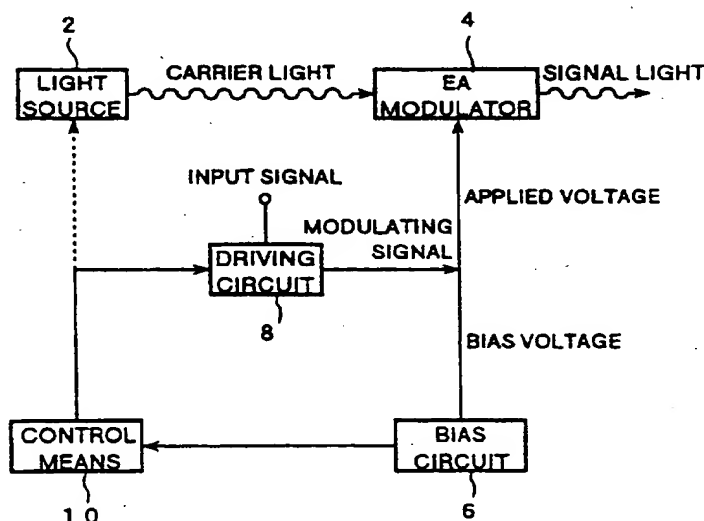 2
4
LIGHT
SOURCE
CARRIER LIGHT
EA
MODULATOR
SIGNAL LIGHT
INPUT SIGNAL
APPLIED VOLTAGE
MODULATING
SIGNAL
DRIVING
CIRCUIT
8
BIAS VOLTAGE
CONTROL
MEANS
BIAS
CIRCUIT
10
6